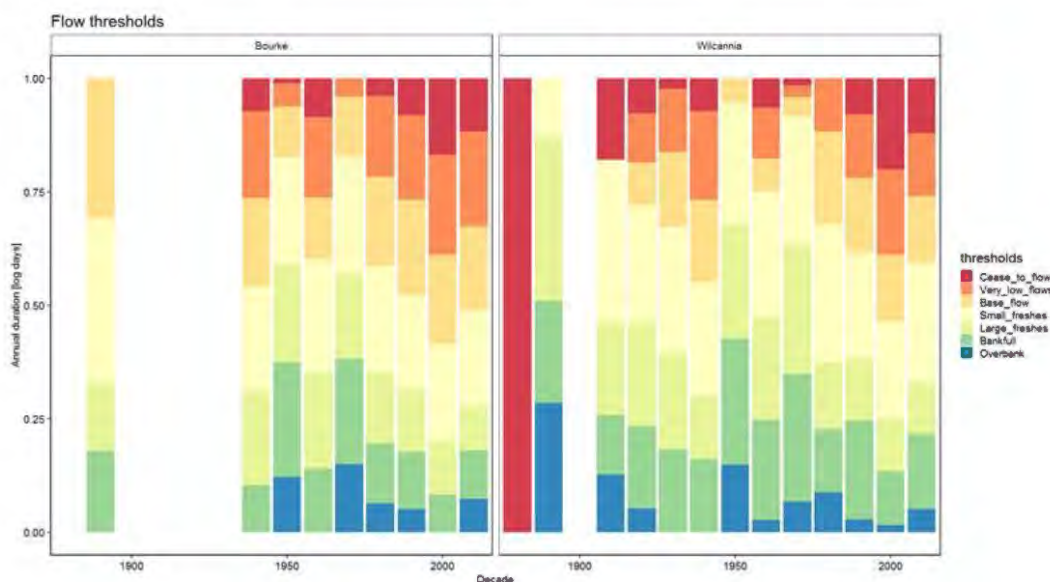 Flow thresholds
Bourke
Wilcannia
1.00
0.75
0.50
0.25
0.00
Annual duration [log days]
1900
1950
2000
1900
1950
2000
Decade
thresholds
Cease_to_flow
Very_low_flows
Base_flow
Small_freshes
Large_freshes
Bankfull
Overbank